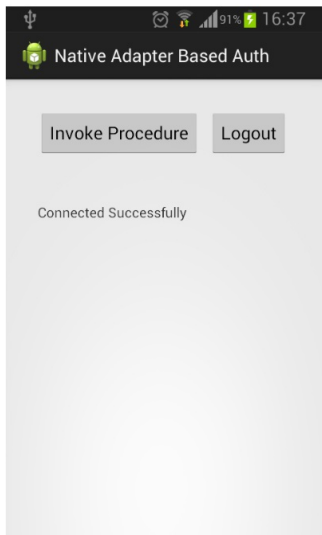 91% 16:37
Native Adapter Based Auth
Invoke Procedure Logout
Connected Successfully